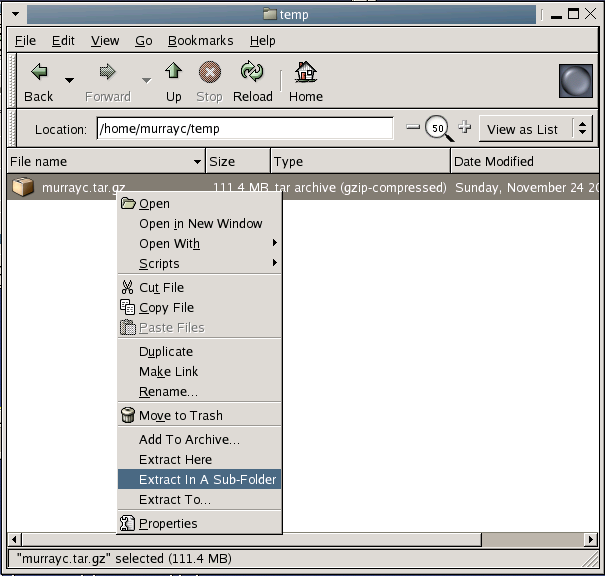 temp
File Edit View Go Bookmarks Help
Back Forward Up Stop Reload Home
Location: /home/murrayc/temp 50 View as List
File name Size Type Date Modified
murrayc.tar.gz 111.4 MB tar archive (gzip-compressed) Sunday, November 24 20
Open
Open in New Window
Open With
Scripts
Cut File
Copy File
Paste Files
Duplicate
Make Link
Rename...
Move to Trash
Add To Archive...
Extract Here
Extract In A Sub-Folder
Extract To...
Properties
"murrayc.tar.gz" selected (111.4 MB)